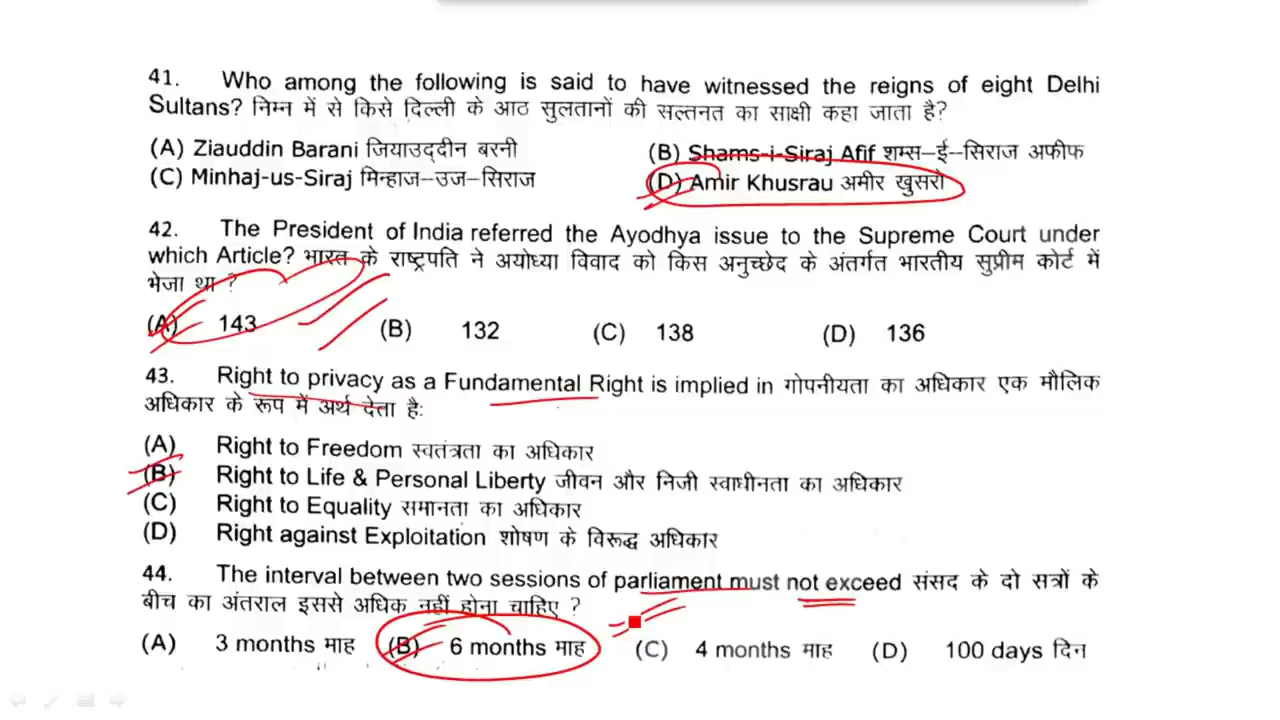 41. Who among the following is said to have witnessed the reigns of eight Delhi
Sultans? निम्न में से किसे दिल्ली के आठ सुलतानों की सल्तनत का साक्षी कहा जाता है?
(A) Ziauddin Barani जियाउद्दीन बरनी (B) Shams-i-Siraj Afif शम्स-ई-सिराज अफीफ
(C) Minhaj-us-Siraj मिन्हाज-उज-सिराज (D) Amir Khusrau अमीर खुसरो
42. The President of India referred the Ayodhya issue to the Supreme Court under
which Article? भारत के राष्ट्रपति ने अयोध्या विवाद को किस अनुच्छेद के अंतर्गत भारतीय सुप्रीम कोर्ट में
भेजा था ?
(A) 143 (B) 132 (C) 138 (D) 136
43. Right to privacy as a Fundamental Right is implied in गोपनीयता का अधिकार एक मौलिक
अधिकार के रूप में अर्थ देता है:
(A) Right to Freedom स्वतंत्रता का अधिकार
(B) Right to Life & Personal Liberty जीवन और निजी स्वाधीनता का अधिकार
(C) Right to Equality समानता का अधिकार
(D) Right against Exploitation शोषण के विरूद्ध अधिकार
44. The interval between two sessions of parliament must not exceed संसद के दो सत्रों के
बीच का अंतराल इससे अधिक नहीं होना चाहिए ?
(A) 3 months माह (B) 6 months माह (C) 4 months माह (D) 100 days दिन